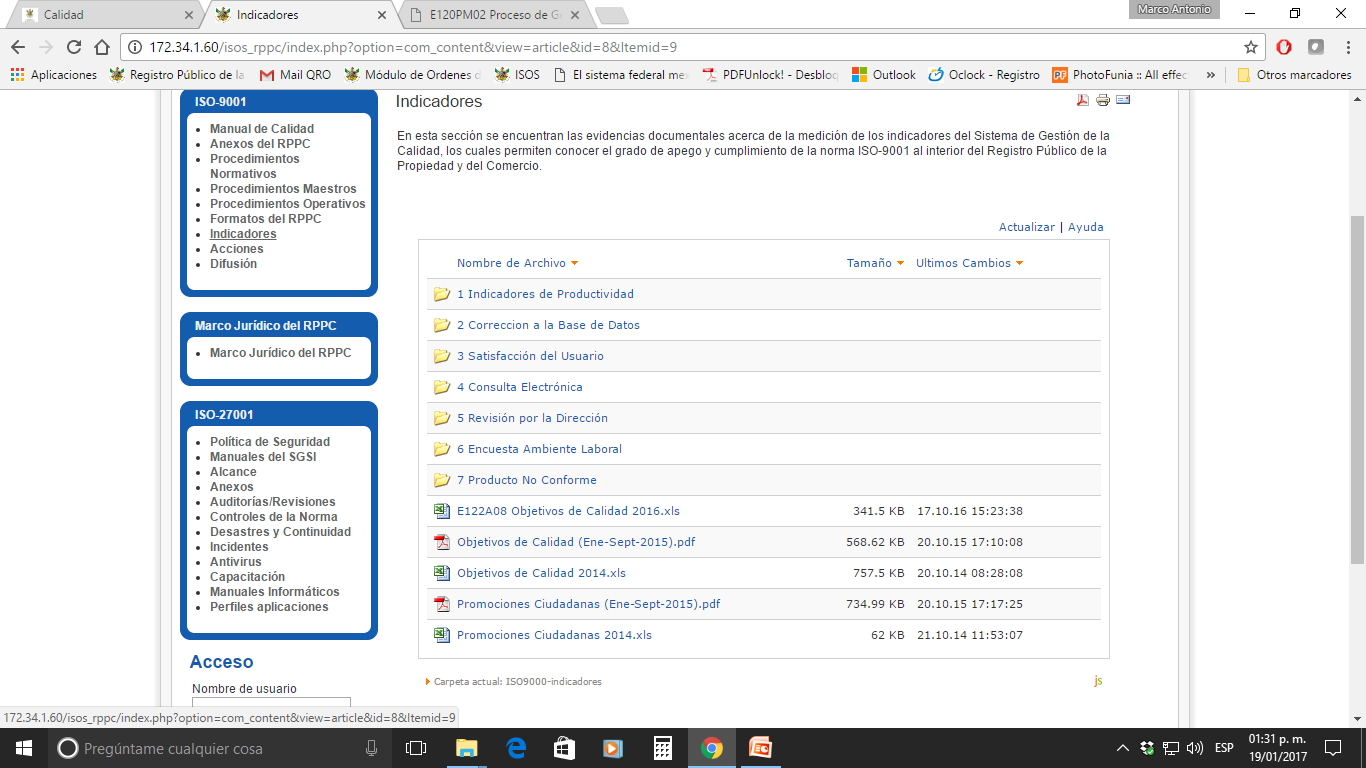 Calidad
Indicadores
E120PM02 Proceso de Ge
Marco Antonio
172.34.1.60/isos_rppc/index.php?option=com_content&view=article&id=8&Itemid=9
Aplicaciones
Registro Público de la
Mail QRO
Módulo de Ordenes d
ISOS
El sistema federal mex
PDFUnlock! - Desbloq
Outlook
Oclock - Registro
PhotoFunia :: All effec
»
Otros marcadores
ISO-9001
Manual de Calidad
Anexos del RPPC
Procedimientos
Normativos
Procedimientos Maestros
Procedimientos Operativos
Formatos del RPPC
Indicadores
Acciones
Difusión
Marco Jurídico del RPPC
Marco Jurídico del RPPC
ISO-27001
Política de Seguridad
Manuales del SGSI
Alcance
Anexos
Auditorías/Revisiones
Controles de la Norma
Desastres y Continuidad
Incidentes
Antivirus
Capacitación
Manuales Informáticos
Perfiles aplicaciones
Acceso
Nombre de usuario
Indicadores
En esta sección se encuentran las evidencias documentales acerca de la medición de los indicadores del Sistema de Gestión de la
Calidad, los cuales permiten conocer el grado de apego y cumplimiento de la norma ISO-9001 al interior del Registro Público de la
Propiedad y del Comercio.
Actualizar | Ayuda
Nombre de Archivo Tamaño Ultimos Cambios
1 Indicadores de Productividad
2 Correccion a la Base de Datos
3 Satisfacción del Usuario
4 Consulta Electrónica
5 Revisión por la Dirección
6 Encuesta Ambiente Laboral
7 Producto No Conforme
E122A08 Objetivos de Calidad 2016.xls 341.5 KB 17.10.16 15:23:38
Objetivos de Calidad (Ene-Sept-2015).pdf 568.62 KB 20.10.15 17:10:08
Objetivos de Calidad 2014.xls 757.5 KB 20.10.14 08:28:08
Promociones Ciudadanas (Ene-Sept-2015).pdf 734.99 KB 20.10.15 17:17:25
Promociones Ciudadanas 2014.xls 62 KB 21.10.14 11:53:07
Carpeta actual: ISO9000-indicadores
js
172.34.1.60/isos_rppc/index.php?option=com_content&view=article&id=8&Itemid=9
Pregúntame cualquier cosa
ESP
01:31 p. m.
19/01/2017